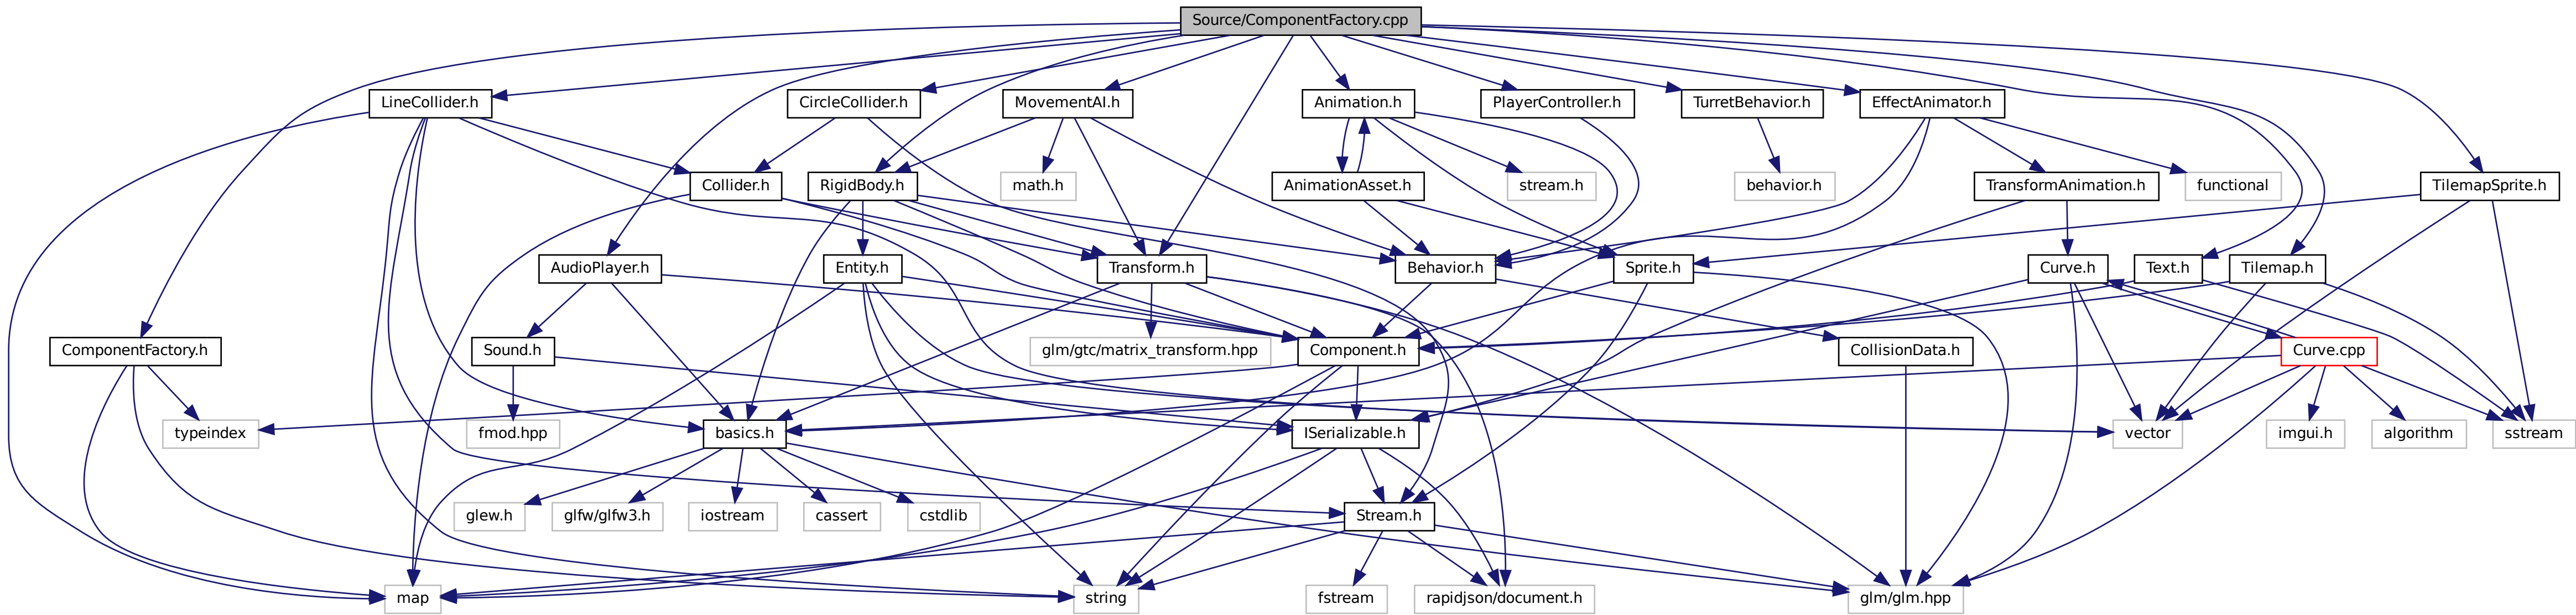 Source/ComponentFactory.cpp
LineCollider.h
CircleCollider.h
MovementAI.h
Animation.h
PlayerController.h
TurretBehavior.h
EffectAnimator.h
Collider.h
RigidBody.h
math.h
AnimationAsset.h
stream.h
behavior.h
TransformAnimation.h
functional
TilemapSprite.h
AudioPlayer.h
Entity.h
Transform.h
Behavior.h
Sprite.h
Curve.h
Text.h
Tilemap.h
ComponentFactory.h
Sound.h
glm/gtc/matrix_transform.hpp
Component.h
CollisionData.h
Curve.cpp
typeindex
fmod.hpp
basics.h
ISerializable.h
vector
imgui.h
algorithm
sstream
glew.h
glfw/glfw3.h
iostream
cassert
cstdlib
Stream.h
map
string
fstream
rapidjson/document.h
glm/glm.hpp